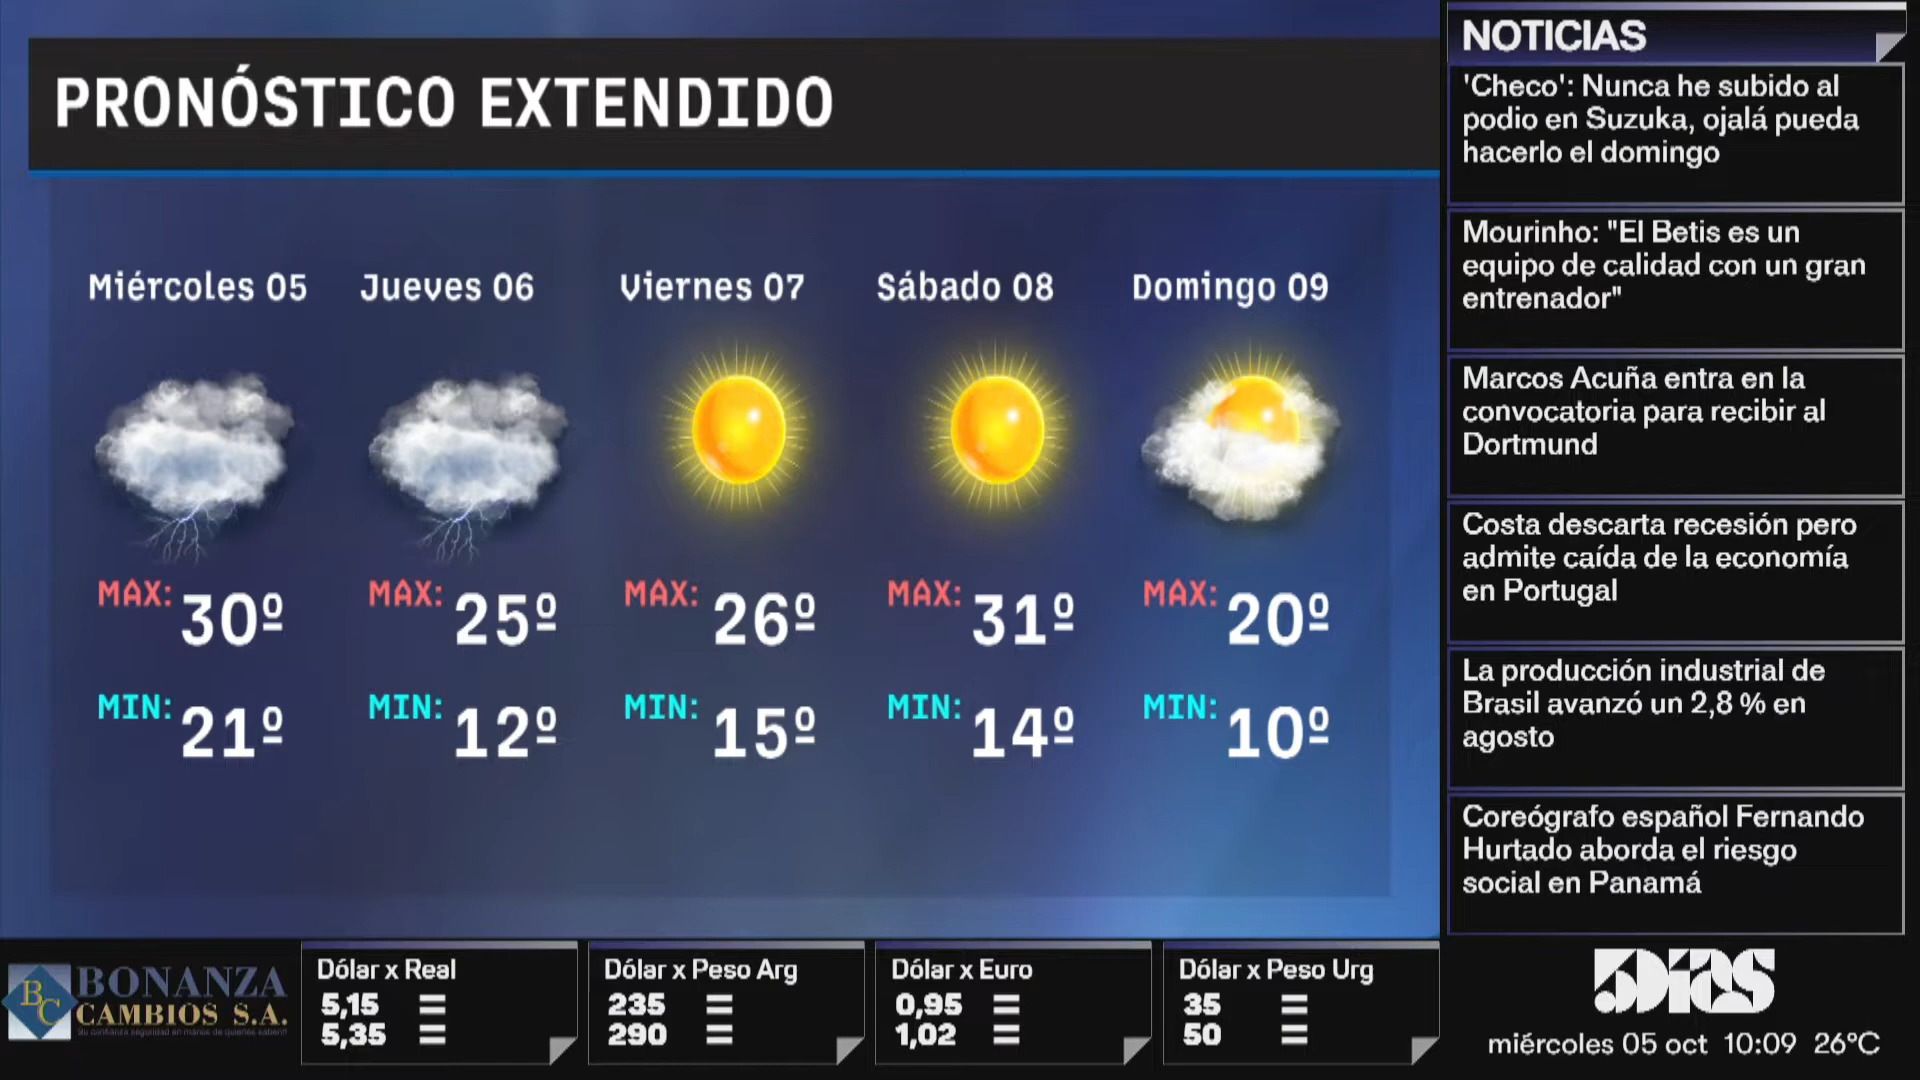 PRONÓSTICO EXTENDIDO
Miércoles 05
Jueves 06
Viernes 07
Sábado 08
Domingo 09
MAX: 30º
MAX: 25º
MAX: 26º
MAX: 31º
MAX: 20º
MIN: 21º
MIN: 12º
MIN: 15º
MIN: 14º
MIN: 10º
NOTICIAS
'Checo': Nunca he subido al
podio en Suzuka, ojalá pueda
hacerlo el domingo
Mourinho: "El Betis es un
equipo de calidad con un gran
entrenador"
Marcos Acuña entra en la
convocatoria para recibir al
Dortmund
Costa descarta recesión pero
admite caída de la economía
en Portugal
La producción industrial de
Brasil avanzó un 2,8 % en
agosto
Coreógrafo español Fernando
Hurtado aborda el riesgo
social en Panamá
BC
BONANZA
CAMBIOS S.A.
Dólar x Real
5,15
5,35
Dólar x Peso Arg
235
290
Dólar x Euro
0,95
1,02
Dólar x Peso Urg
35
50
5Días
miércoles 05 oct 10:09 26°C